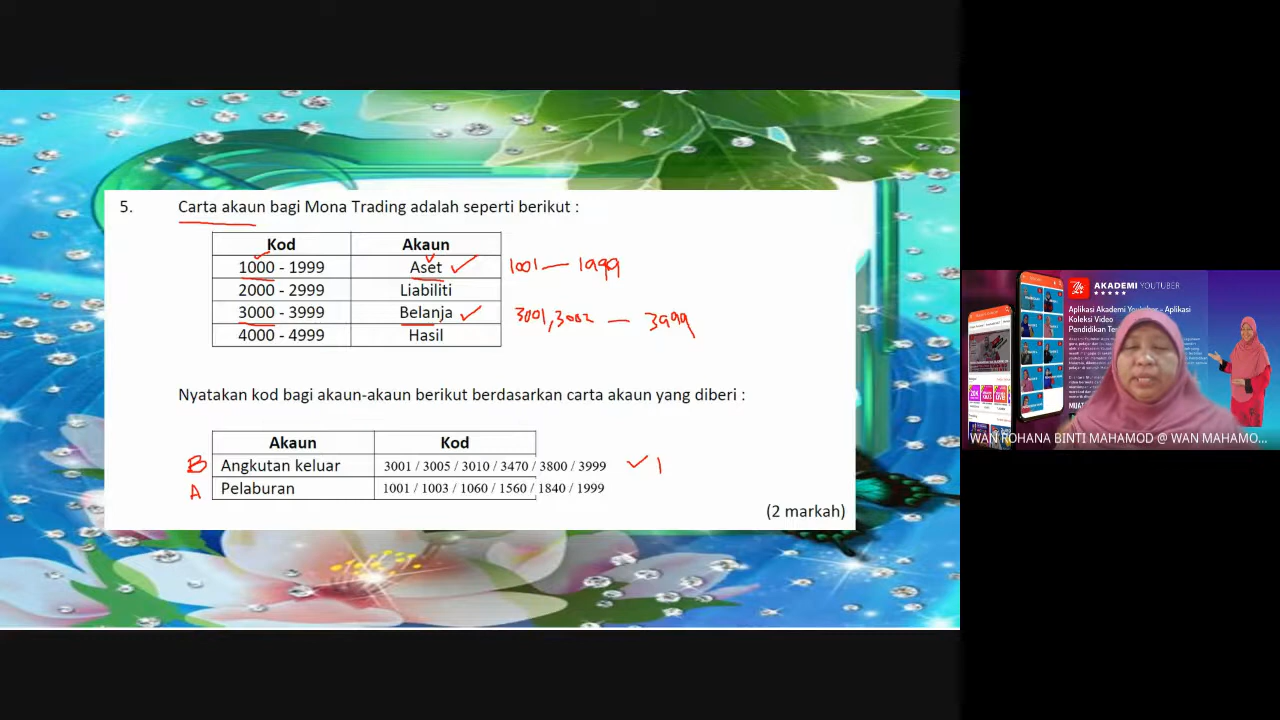 5. Carta akaun bagi Mona Trading adalah seperti berikut :
Kod Akaun
1000 - 1999 Aset 1001 — 1999
2000 - 2999 Liabiliti
3000 - 3999 Belanja 3001, 3002 — 3999
4000 - 4999 Hasil
Nyatakan kod bagi akaun-akaun berikut berdasarkan carta akaun yang diberi :
Akaun Kod
B Angkutan keluar 3001 / 3005 / 3010 / 3470 / 3800 / 3999 ✓ 1
A Pelaburan 1001 / 1003 / 1060 / 1560 / 1840 / 1999
(2 markah)
AKADEMI YOUTUBER
Aplikasi Akademi Youtuber - Aplikasi
Koleksi Video
Pendidikan
WAN ROHANA BINTI MAHAMOD @ WAN MAHAMO...